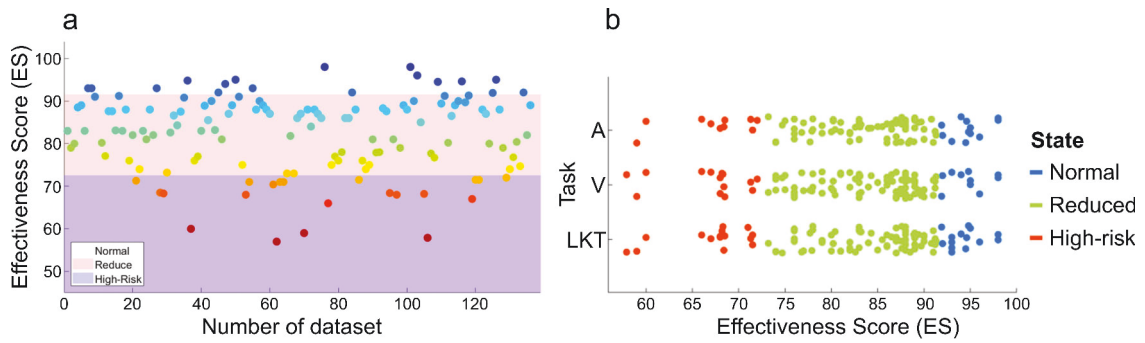 a
Effectiveness Score (ES)
100
90
80
70
60
50
Normal
Reduce
High-Risk
0 20 40 60 80 100 120
Number of dataset
b
Task
A
V
LKT
60 65 70 75 80 85 90 95 100
Effectiveness Score (ES)
State
Normal
Reduced
High-risk